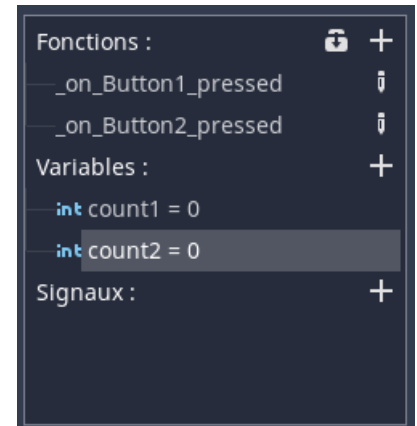 Fonctions :
_on_Button1_pressed
_on_Button2_pressed
Variables :
int count1 = 0
int count2 = 0
Signaux :